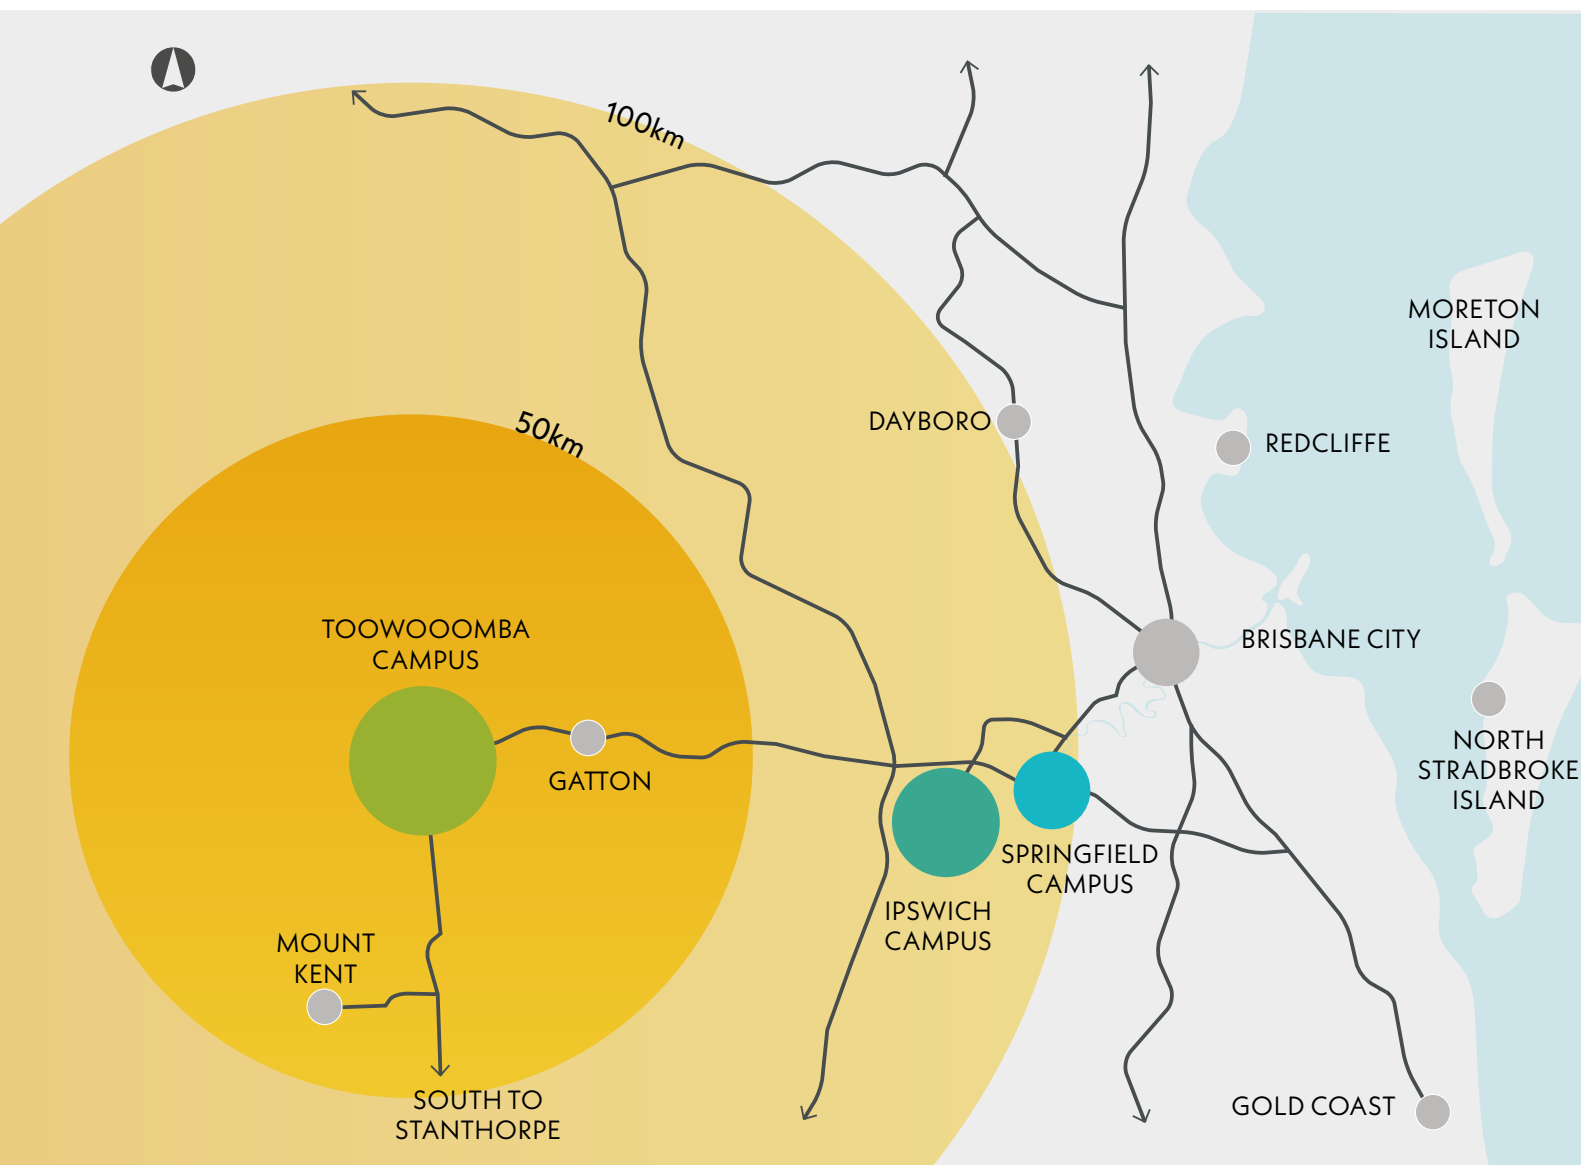 100km
MORETON
ISLAND
50km
DAYBORO
REDCLIFFE
TOOWOOOMBA
CAMPUS
BRISBANE CITY
GATTON
NORTH
STRADBROKE
ISLAND
SPRINGFIELD
CAMPUS
IPSWICH
CAMPUS
MOUNT
KENT
SOUTH TO
STANTHORPE
GOLD COAST